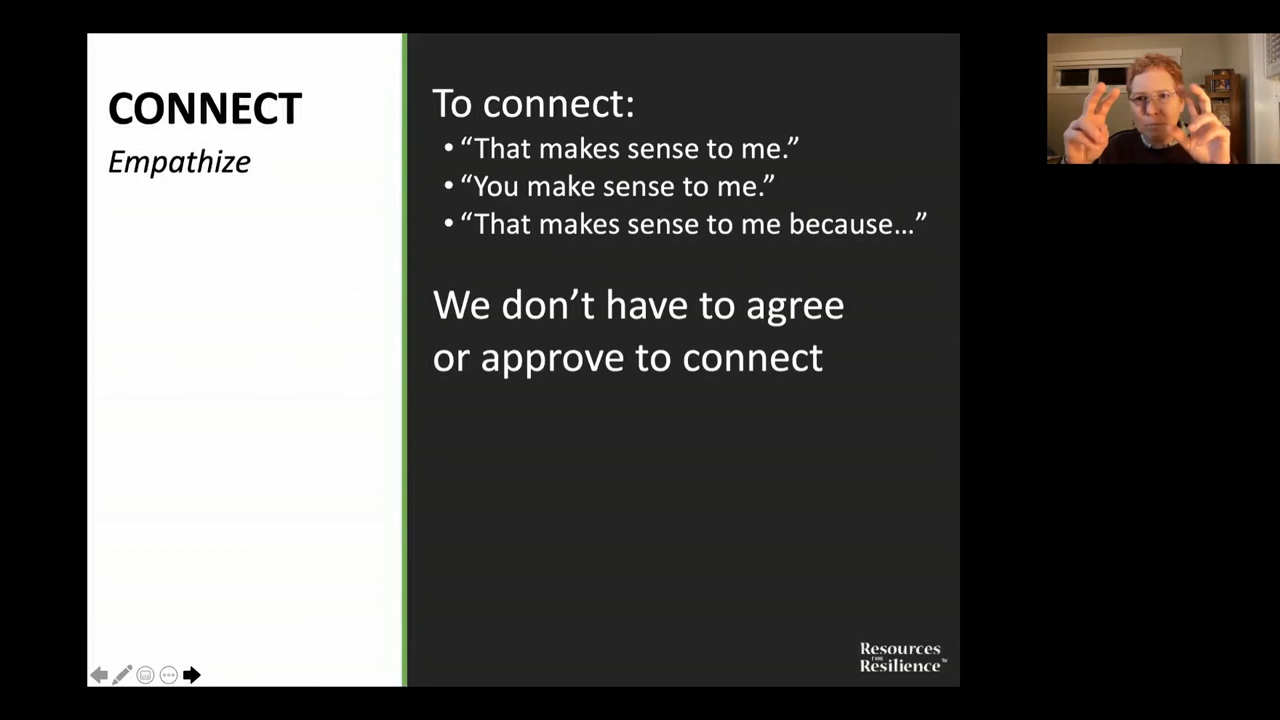 CONNECT
Empathize
To connect:
• “That makes sense to me.”
• “You make sense to me.”
• “That makes sense to me because…”
We don’t have to agree
or approve to connect
Resources
FOR
Resilience™